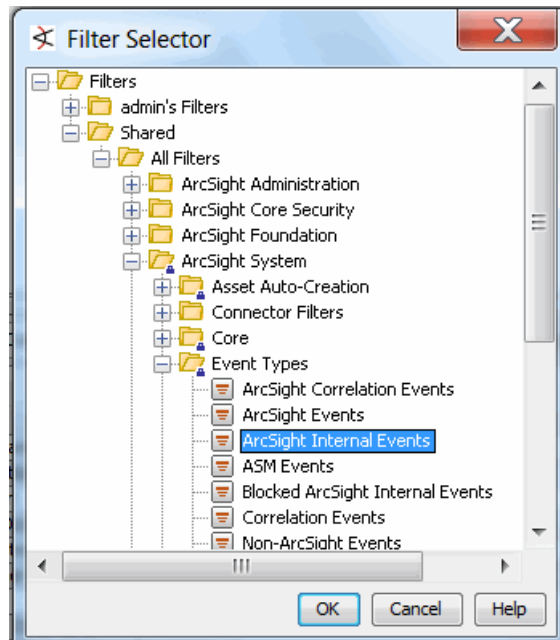 Filter Selector
Filters
admin's Filters
Shared
All Filters
ArcSight Administration
ArcSight Core Security
ArcSight Foundation
ArcSight System
Asset Auto-Creation
Connector Filters
Core
Event Types
ArcSight Correlation Events
ArcSight Events
ArcSight Internal Events
ASM Events
Blocked ArcSight Internal Events
Correlation Events
Non-ArcSight Events
OK Cancel Help